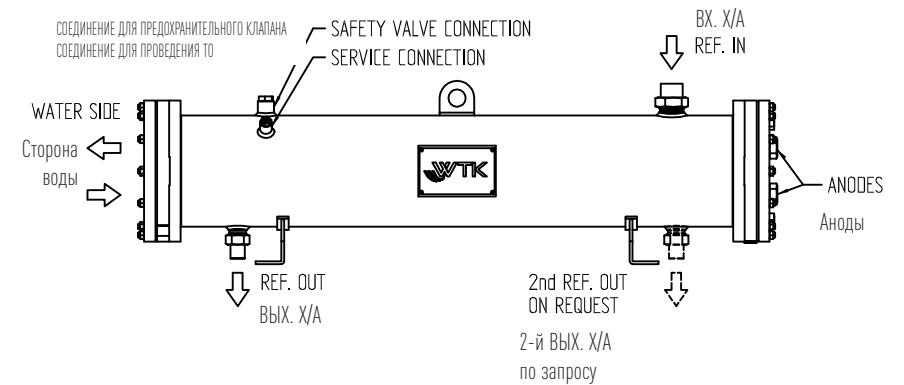 СОЕДИНЕНИЕ ДЛЯ ПРЕДОХРАНИТЕЛЬНОГО КЛАПАНА
СОЕДИНЕНИЕ ДЛЯ ПРОВЕДЕНИЯ ТО
SAFETY VALVE CONNECTION
SERVICE CONNECTION
ВХ. Х/А
REF. IN
WATER SIDE
Сторона
воды
WTK
ANODES
Аноды
REF. OUT
ВЫХ. Х/А
2nd REF. OUT
ON REQUEST
2-й ВЫХ. Х/А
по запросу